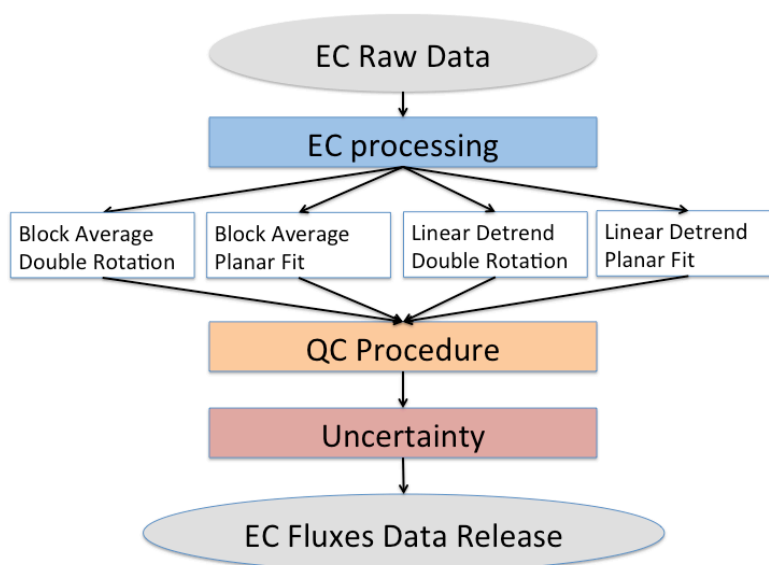 EC Raw Data
EC processing
Block Average
Double Rotation
Block Average
Planar Fit
Linear Detrend
Double Rotation
Linear Detrend
Planar Fit
QC Procedure
Uncertainty
EC Fluxes Data Release